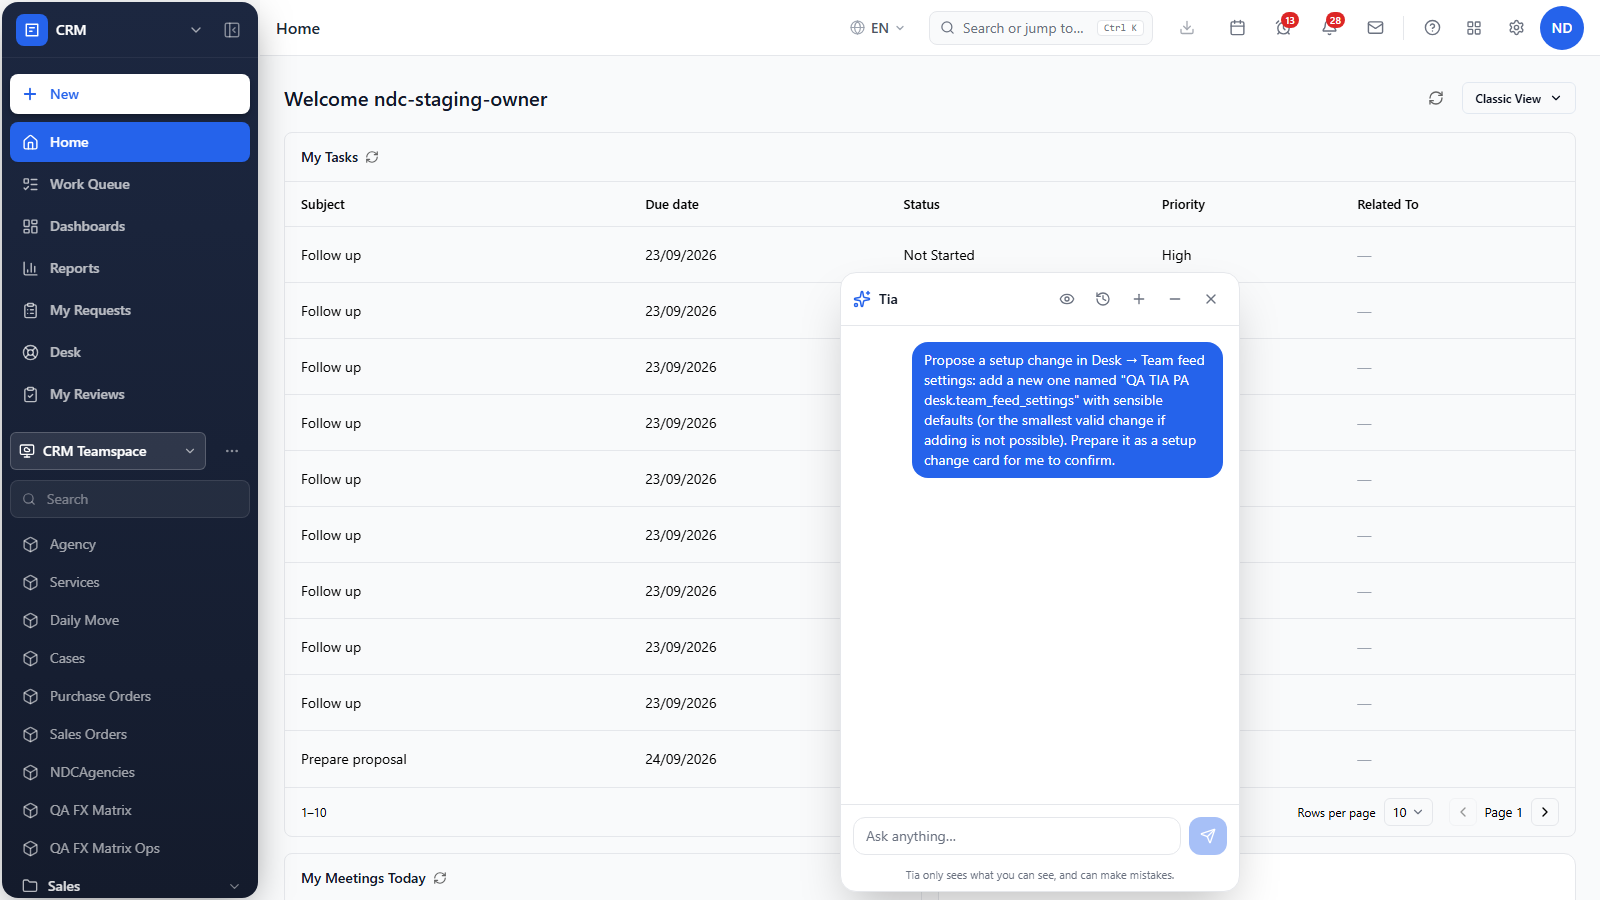 CRM
Home
EN
Search or jump to...
Ctrl K
13
28
ND
New
Home
Work Queue
Dashboards
Reports
My Requests
Desk
My Reviews
CRM Teamspace
Search
Agency
Services
Daily Move
Cases
Purchase Orders
Sales Orders
NDCAgencies
QA FX Matrix
QA FX Matrix Ops
Sales
Welcome ndc-staging-owner
Classic View
My Tasks
Subject Due date Status Priority Related To
Follow up 23/09/2026 Not Started High —
Follow up 23/09/2026 —
Follow up 23/09/2026 —
Follow up 23/09/2026 —
Follow up 23/09/2026 —
Follow up 23/09/2026 —
Follow up 23/09/2026 —
Follow up 23/09/2026 —
Follow up 23/09/2026 —
Prepare proposal 24/09/2026 —
1–10
Rows per page 10 Page 1
My Meetings Today
Tia
Propose a setup change in Desk → Team feed
settings: add a new one named "QA TIA PA
desk.team_feed_settings" with sensible
defaults (or the smallest valid change if
adding is not possible). Prepare it as a setup
change card for me to confirm.
Ask anything...
Tia only sees what you can see, and can make mistakes.